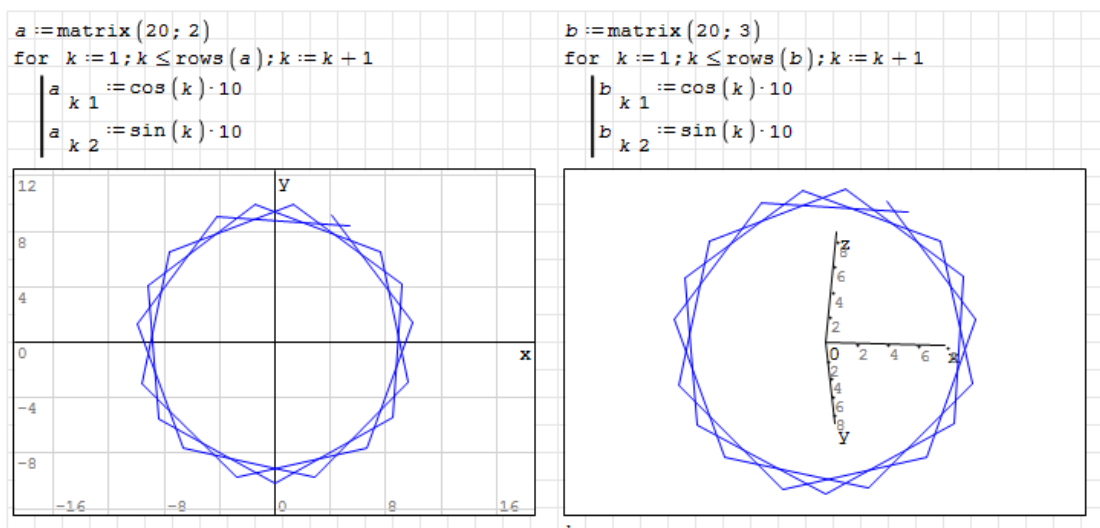 a:=matrix(20; 2)
for k:=1; k≤rows(a); k:=k+1
a k 1 :=cos(k)·10
a k 2 :=sin(k)·10
12
8
4
0
-4
-8
y
x
-16
-8
0
8
16
b:=matrix(20; 3)
for k:=1; k≤rows(b); k:=k+1
b k 1 :=cos(k)·10
b k 2 :=sin(k)·10
z
8
6
4
2
0
2
4
6
2
4
6
8
y